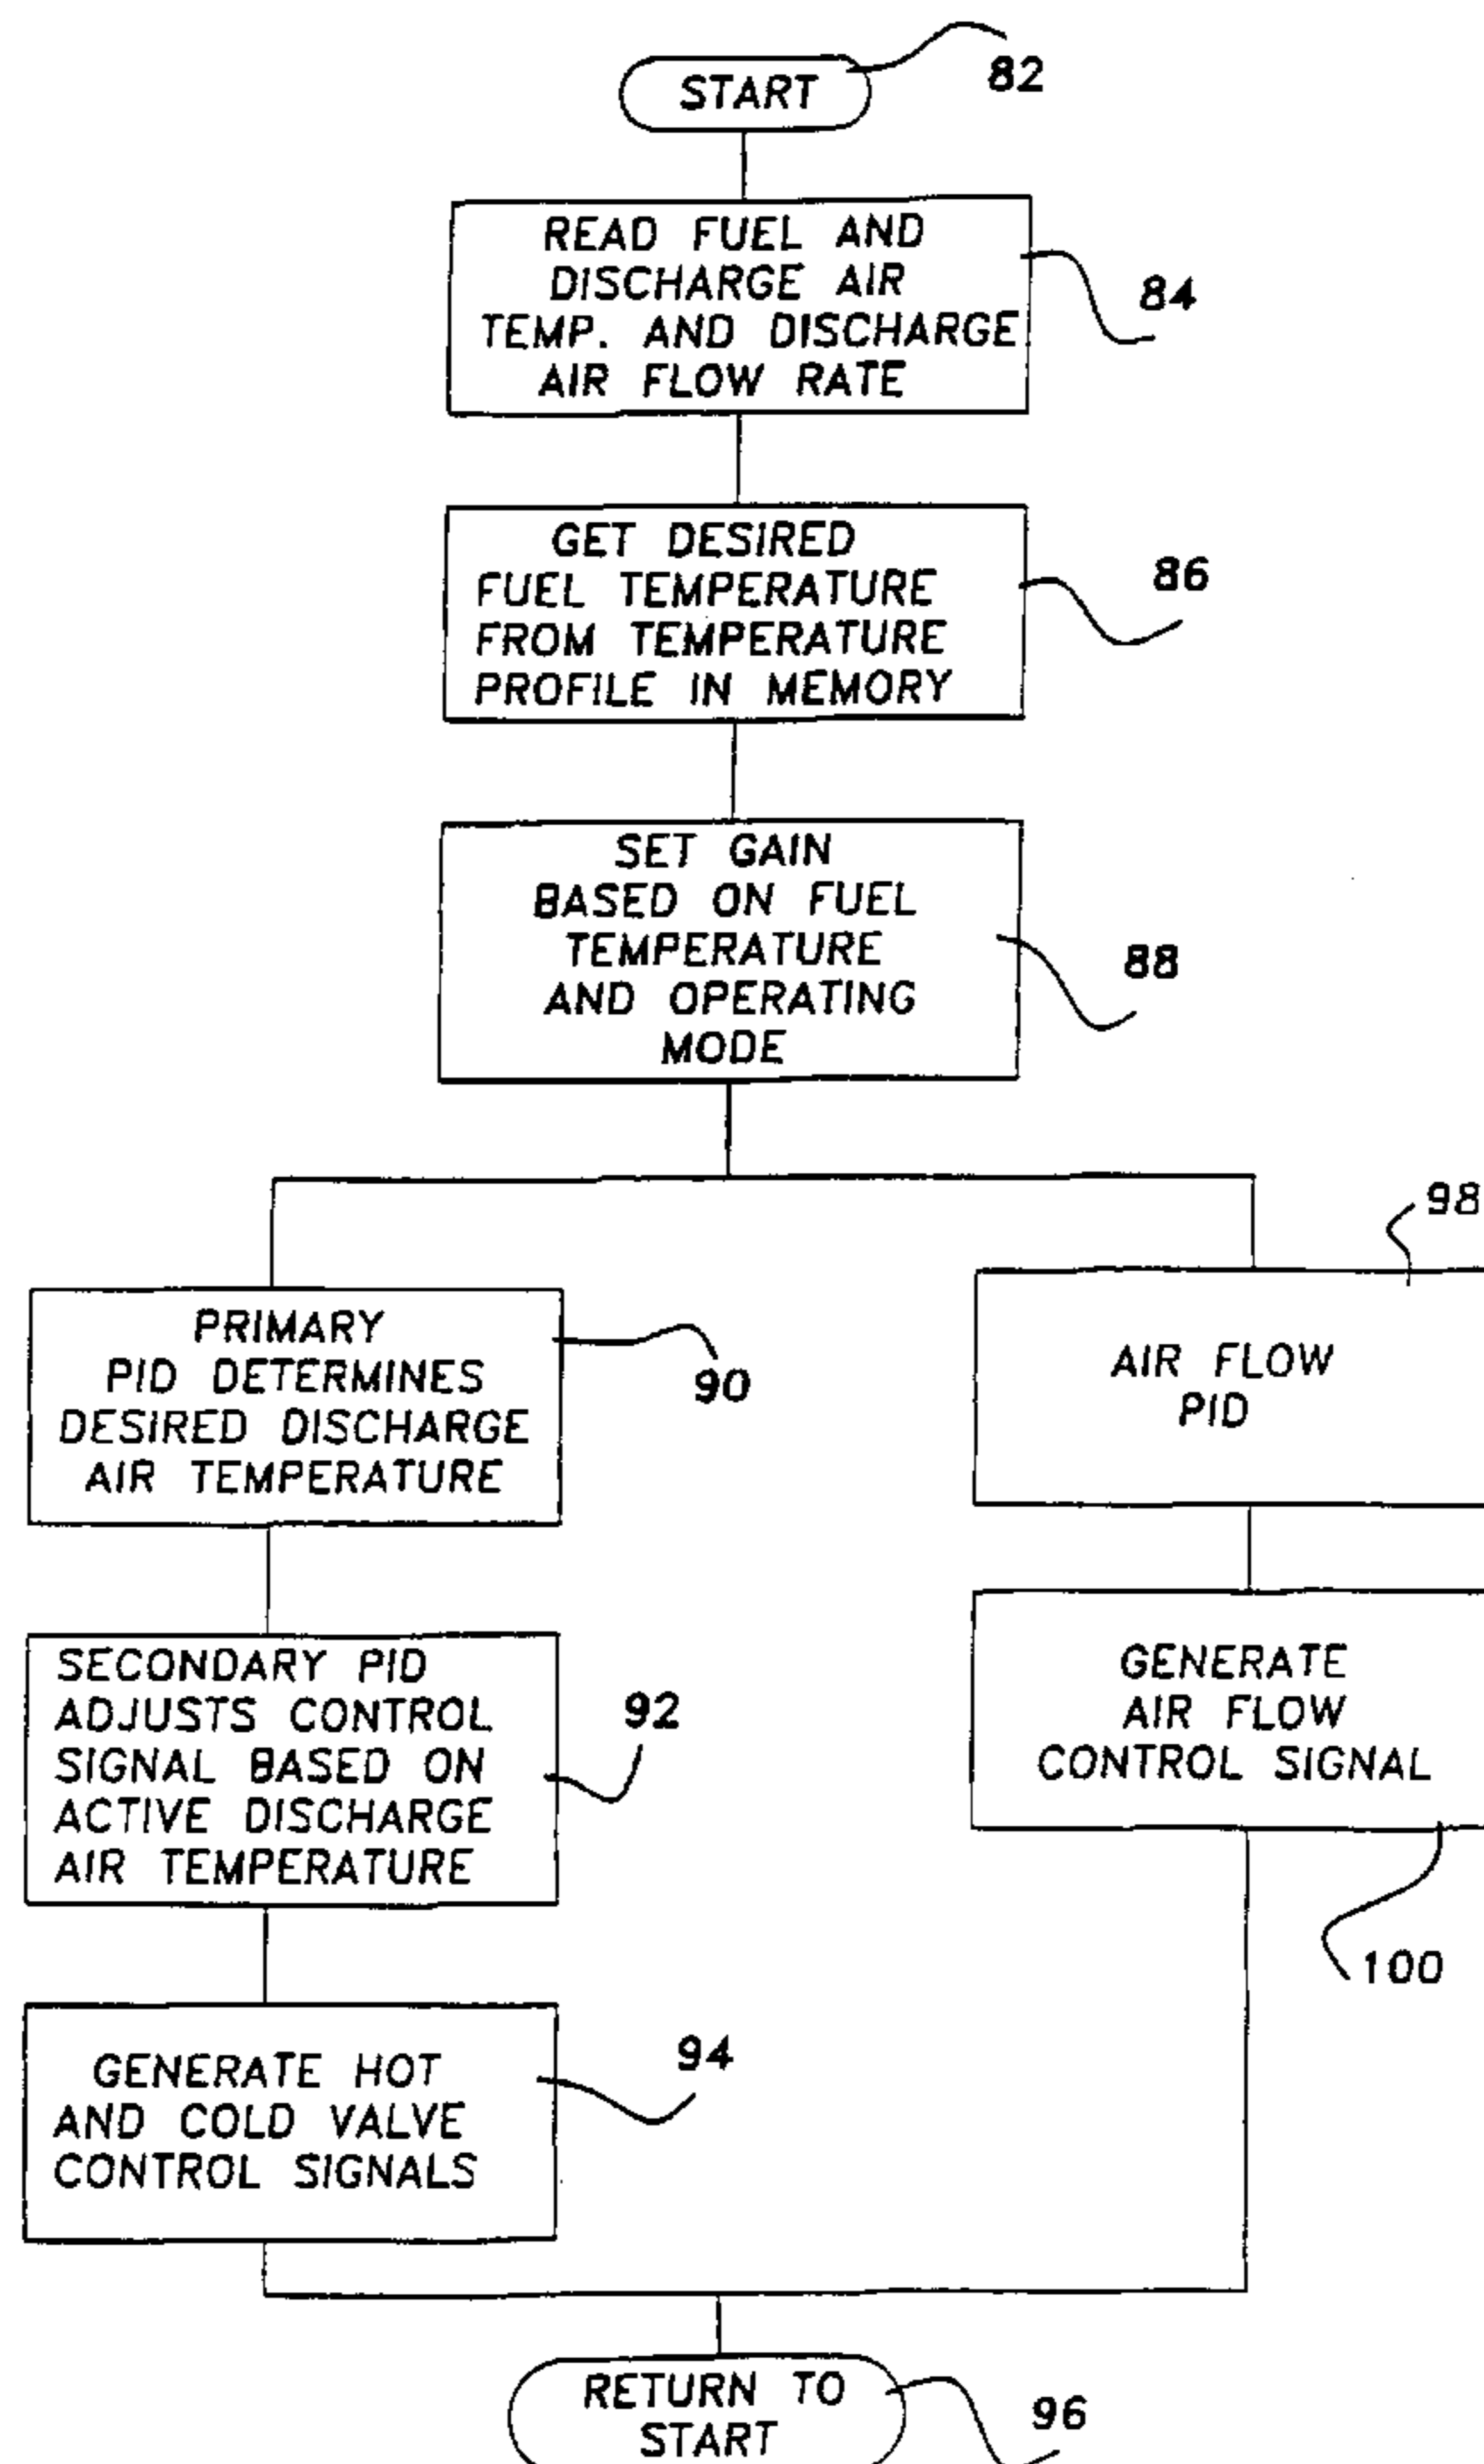 START
82
READ FUEL AND
DISCHARGE AIR
TEMP. AND DISCHARGE
AIR FLOW RATE
84
GET DESIRED
FUEL TEMPERATURE
FROM TEMPERATURE
PROFILE IN MEMORY
86
SET GAIN
BASED ON FUEL
TEMPERATURE
AND OPERATING
MODE
88
PRIMARY
PID DETERMINES
DESIRED DISCHARGE
AIR TEMPERATURE
90
SECONDARY PID
ADJUSTS CONTROL
SIGNAL BASED ON
ACTIVE DISCHARGE
AIR TEMPERATURE
92
GENERATE HOT
AND COLD VALVE
CONTROL SIGNALS
94
98
AIR FLOW
PID
GENERATE
AIR FLOW
CONTROL SIGNAL
100
RETURN TO
START
96